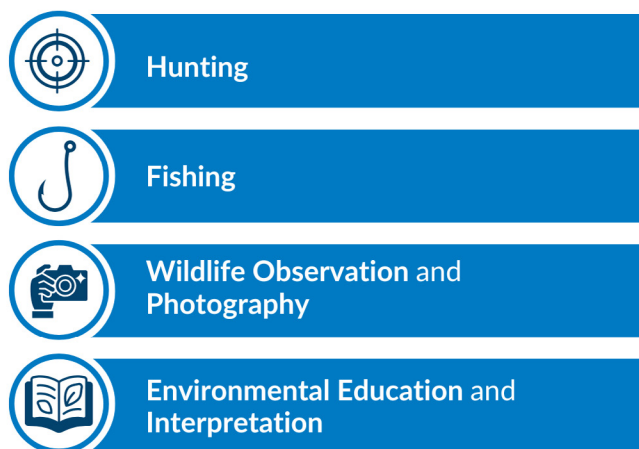 Hunting
Fishing
Wildlife Observation and
Photography
Environmental Education and
Interpretation